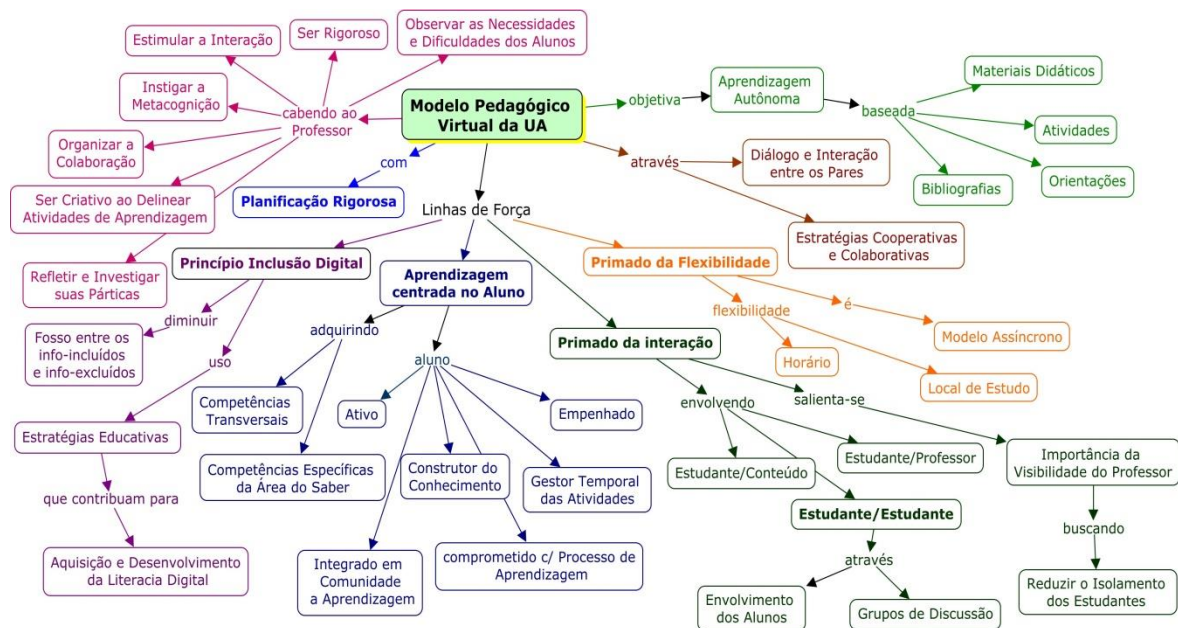 Estimular a Interação
Ser Rigoroso
Observar as Necessidades
e Dificuldades dos Alunos
Instigar a
Metacognição
cabendo ao
Professor
Organizar a
Colaboração
Ser Criativo ao Delinear
Atividades de Aprendizagem
Refletir e Investigar
suas Párticas
Modelo Pedagógico
Virtual da UA
com
Planificação Rigorosa
objetiva
Aprendizagem
Autônoma
baseada
Materiais Didáticos
Atividades
Orientações
Bibliografias
através
Diálogo e Interação
entre os Pares
Estratégias Cooperativas
e Colaborativas
Linhas de Força
Princípio Inclusão Digital
diminuir
Fosso entre os
info-incluídos
e info-excluídos
uso
Estratégias Educativas
que contribuam para
Aquisição e Desenvolvimento
da Literacia Digital
Aprendizagem
centrada no Aluno
adquirindo
Competências
Transversais
Competências Específicas
da Área do Saber
aluno
Ativo
Empenhado
Construtor do
Conhecimento
Gestor Temporal
das Atividades
Integrado em
Comunidade
a Aprendizagem
comprometido c/ Processo de
Aprendizagem
Primado da Flexibilidade
flexibilidade
Horário
Local de Estudo
é
Modelo Assíncrono
Primado da interação
envolvendo
Estudante/Conteúdo
Estudante/Professor
Estudante/Estudante
através
Envolvimento
dos Alunos
Grupos de Discussão
salienta-se
Importância da
Visibilidade do Professor
buscando
Reduzir o Isolamento
dos Estudantes